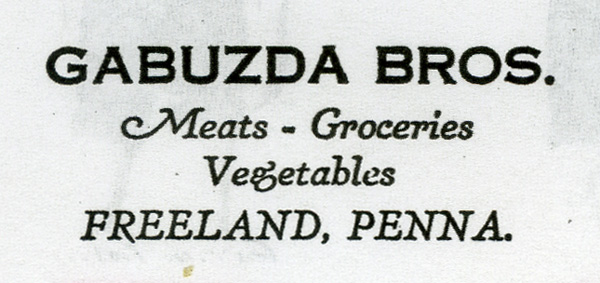 GABUZDA BROS.
Meats - Groceries
Vegetables
FREELAND, PENNA.